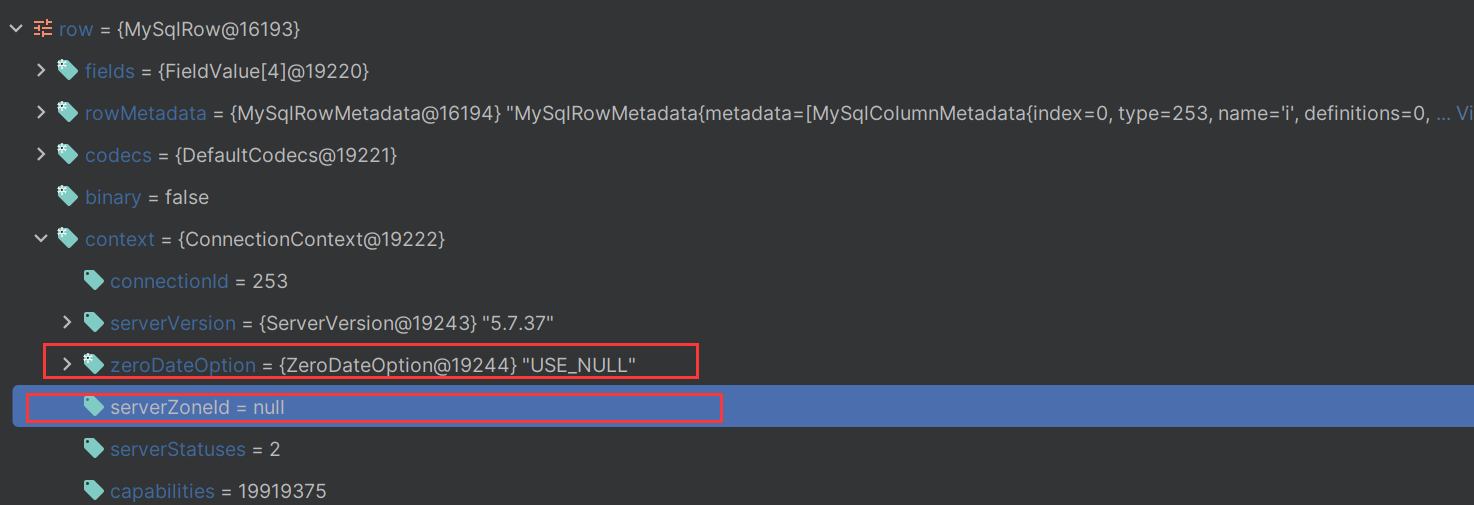 row = {MySqlRow@16193}
fields = {FieldValue[4]@19220}
rowMetadata = {MySqlRowMetadata@16194} "MySqlRowMetadata{metadata=[MySqlColumnMetadata{index=0, type=253, name='i', definitions=0, ... Vi
codecs = {DefaultCodecs@19221}
binary = false
context = {ConnectionContext@19222}
connectionId = 253
serverVersion = {ServerVersion@19243} "5.7.37"
zeroDateOption = {ZeroDateOption@19244} "USE_NULL"
serverZoneId = null
serverStatuses = 2
capabilities = 19919375